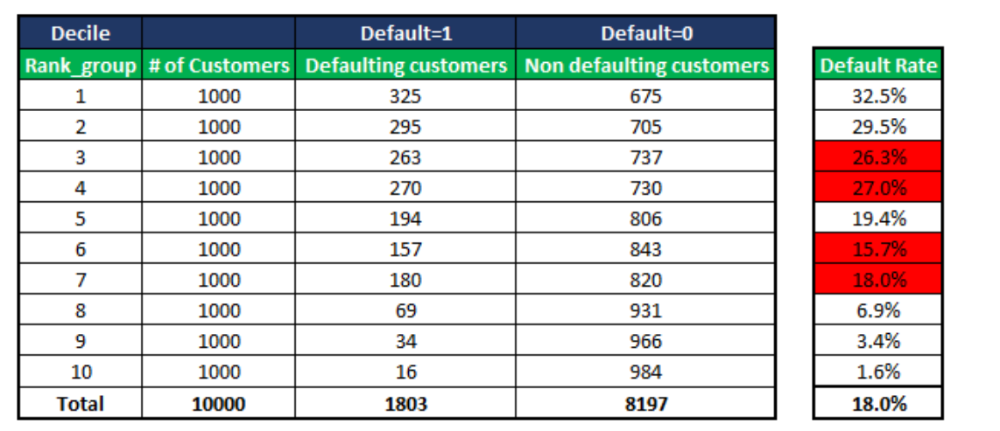 Decile Default=1 Default=0
Rank_group # of Customers Defaulting customers Non defaulting customers Default Rate
1 1000 325 675 32.5%
2 1000 295 705 29.5%
3 1000 263 737 26.3%
4 1000 270 730 27.0%
5 1000 194 806 19.4%
6 1000 157 843 15.7%
7 1000 180 820 18.0%
8 1000 69 931 6.9%
9 1000 34 966 3.4%
10 1000 16 984 1.6%
Total 10000 1803 8197 18.0%